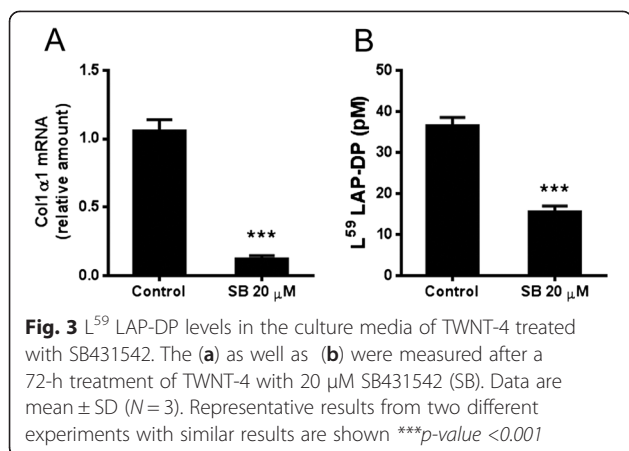 A
Col1α1 mRNA
(relative amount)
1.5
1.0
0.5
0.0
***
Control
SB 20 μM
B
L⁵⁹ LAP-DP (pM)
50
40
30
20
10
0
***
Control
SB 20 μM
Fig. 3 L⁵⁹ LAP-DP levels in the culture media of TWNT-4 treated
with SB431542. The (a) as well as (b) were measured after a
72-h treatment of TWNT-4 with 20 μM SB431542 (SB). Data are
mean ± SD (N = 3). Representative results from two different
experiments with similar results are shown ***p-value <0.001